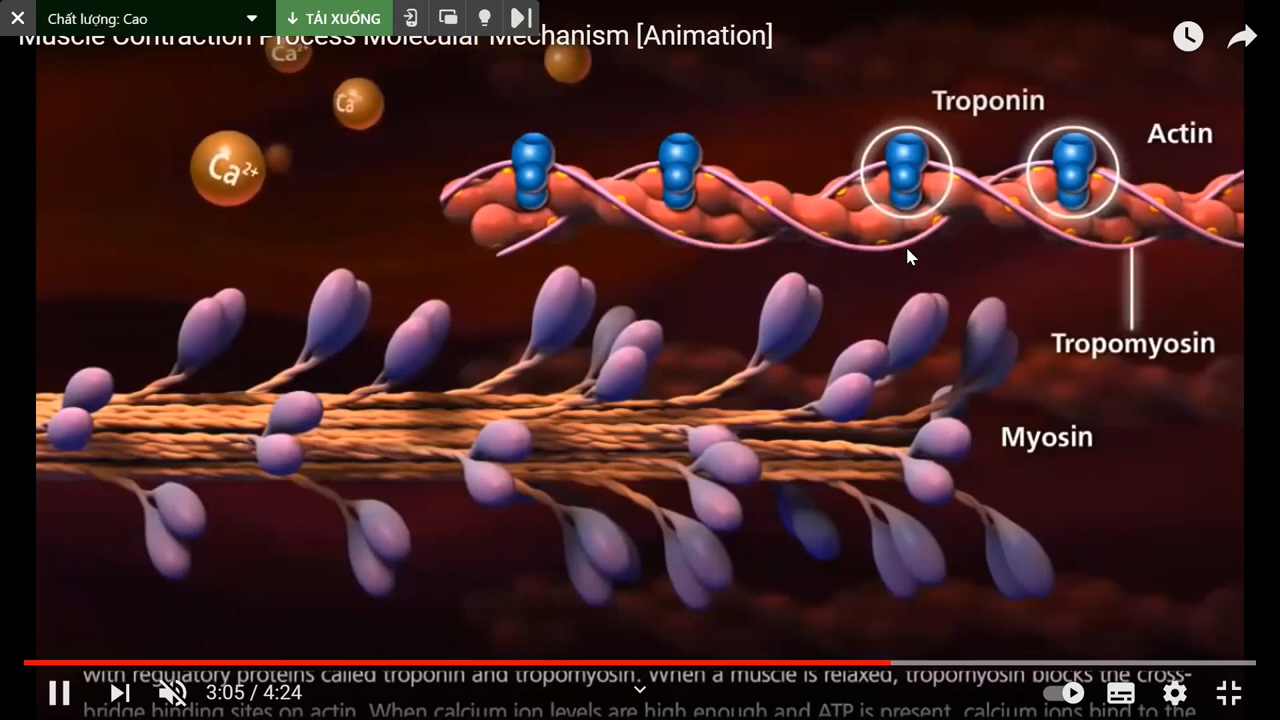 Chất lượng: Cao
TẢI XUỐNG
Muscle Contraction Process Molecular Mechanism [Animation]
Ca²⁺
Ca
Ca²⁺
Troponin
Actin
Tropomyosin
Myosin
with regulatory proteins called troponin and tropomyosin. When a muscle is relaxed, tropomyosin blocks the cross-
bridge binding sites on actin. When calcium ion levels are high enough and ATP is present, calcium ions bind to the
3:05 / 4:24